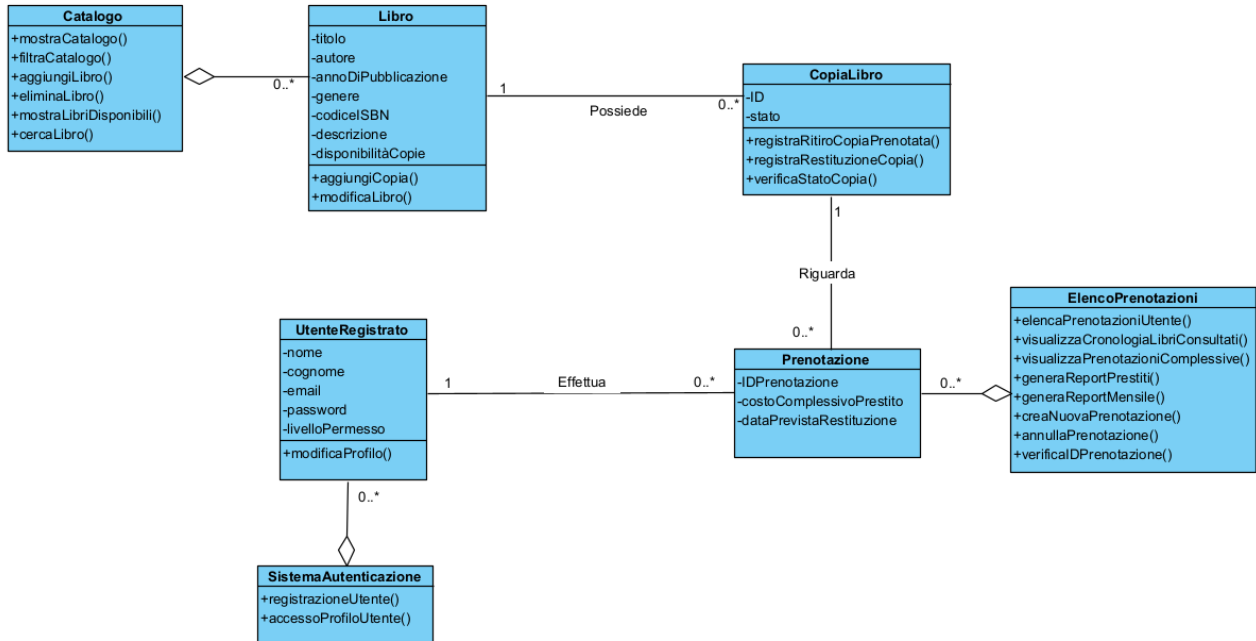 Catalogo
+mostraCatalogo()
+filtraCatalogo()
+aggiungiLibro()
+eliminaLibro()
+mostraLibriDisponibili()
+cercaLibro()
0..*
Libro
-titolo
-autore
-annoDiPubblicazione
-genere
-codiceISBN
-descrizione
-disponibilitàCopie
+aggiungiCopia()
+modificaLibro()
1
Possiede
0..*
CopiaLibro
-ID
-stato
+registraRitiroCopiaPrenotata()
+registraRestituzioneCopia()
+verificaStatoCopia()
1
Riguarda
0..*
UtenteRegistrato
-nome
-cognome
-email
-password
-livelloPermesso
+modificaProfilo()
1
Effettua
0..*
Prenotazione
-IDPrenotazione
-costoComplessivoPrestito
-dataPrevistaRestituzione
0..*
ElencoPrenotazioni
+elencaPrenotazioniUtente()
+visualizzaCronologiaLibriConsultati()
+visualizzaPrenotazioniComplessive()
+generaReportPrestiti()
+generaReportMensile()
+creaNuovaPrenotazione()
+annullaPrenotazione()
+verificaIDPrenotazione()
0..*
SistemaAutenticazione
+registrazioneUtente()
+accessoProfiloUtente()